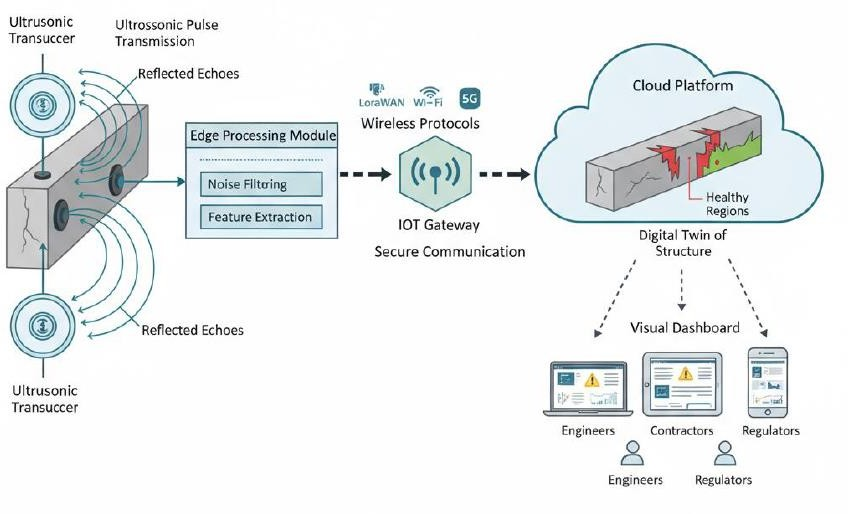 Ultrusonic
Transuccer
Ultrossonic Pulse
Transmission
Reflected Echoes
Edge Processing Module
Noise Filtring
Feature Extraction
Reflected Echoes
Ultrusonic
Transuccer
LoraWAN
Wi-Fi
5G
Wireless Protocols
IOT Gateway
Secure Communication
Cloud Platform
Healthy
Regions
Digital Twin of
Structure
Visual Dashboard
Engineers
Contractors
Regulators
Engineers
Regulators